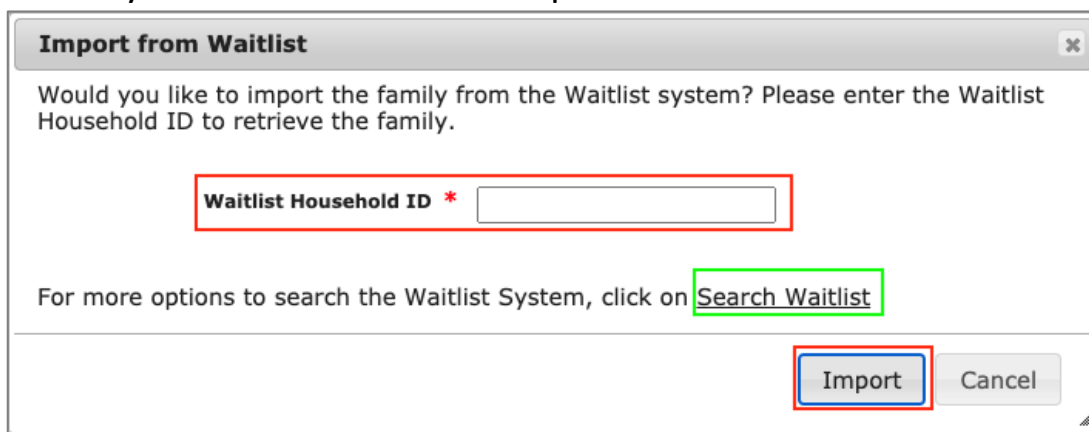 Import from Waitlist
Would you like to import the family from the Waitlist system? Please enter the Waitlist
Household ID to retrieve the family.
Waitlist Household ID *
For more options to search the Waitlist System, click on Search Waitlist
Import Cancel